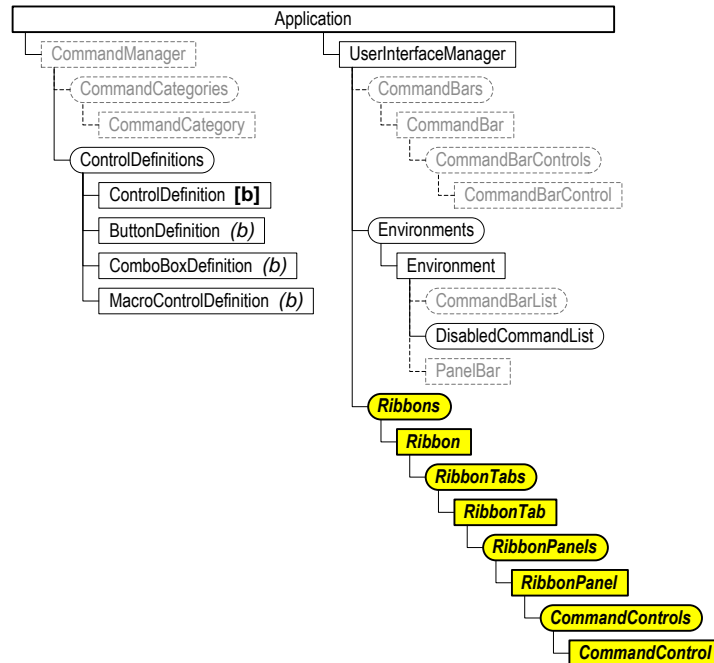 Application
CommandManager
CommandCategories
CommandCategory
ControlDefinitions
ControlDefinition [b]
ButtonDefinition (b)
ComboBoxDefinition (b)
MacroControlDefinition (b)
UserInterfaceManager
CommandBars
CommandBar
CommandBarControls
CommandBarControl
Environments
Environment
CommandBarList
DisabledCommandList
PanelBar
Ribbons
Ribbon
RibbonTabs
RibbonTab
RibbonPanels
RibbonPanel
CommandControls
CommandControl